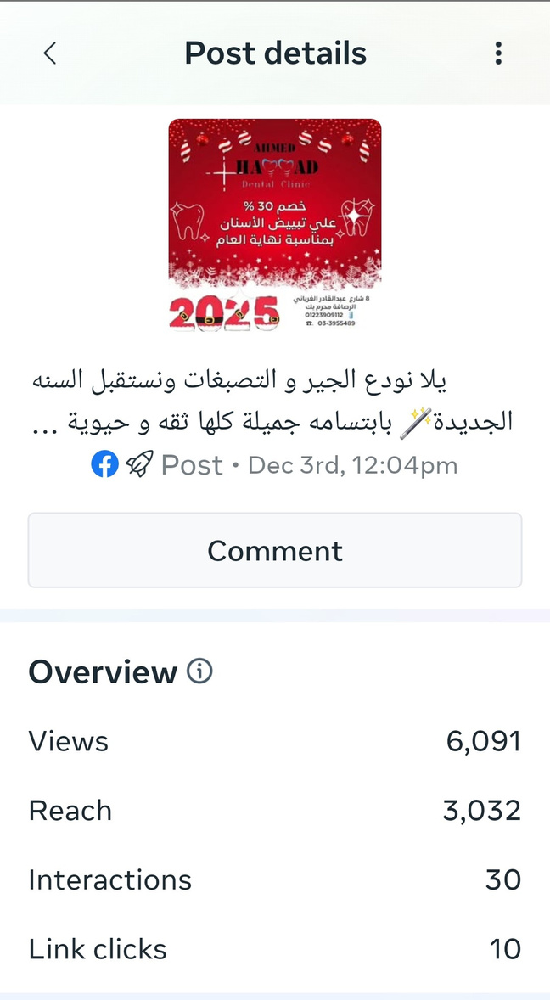 Post details
AHMED
HAMMAD
Dental Clinic
خصم 30 %
علي تبييض الأسنان
بمناسبة نهاية العام
2025
8 شارع عبدالقادر الغرياني
الرصافة محرم بك
01223909112
03-3955489
يلا نودع الجير و التصبغات ونستقبل السنه
الجديدة🪄 بابتسامه جميلة كلها ثقه و حيوية ...
Post • Dec 3rd, 12:04pm
Comment
Overview
Views 6,091
Reach 3,032
Interactions 30
Link clicks 10